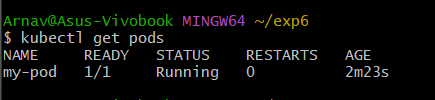 Arnav@Asus-Vivobook MINGW64 ~/exp6
$ kubectl get pods
NAME READY STATUS RESTARTS AGE
my-pod 1/1 Running 0 2m23s